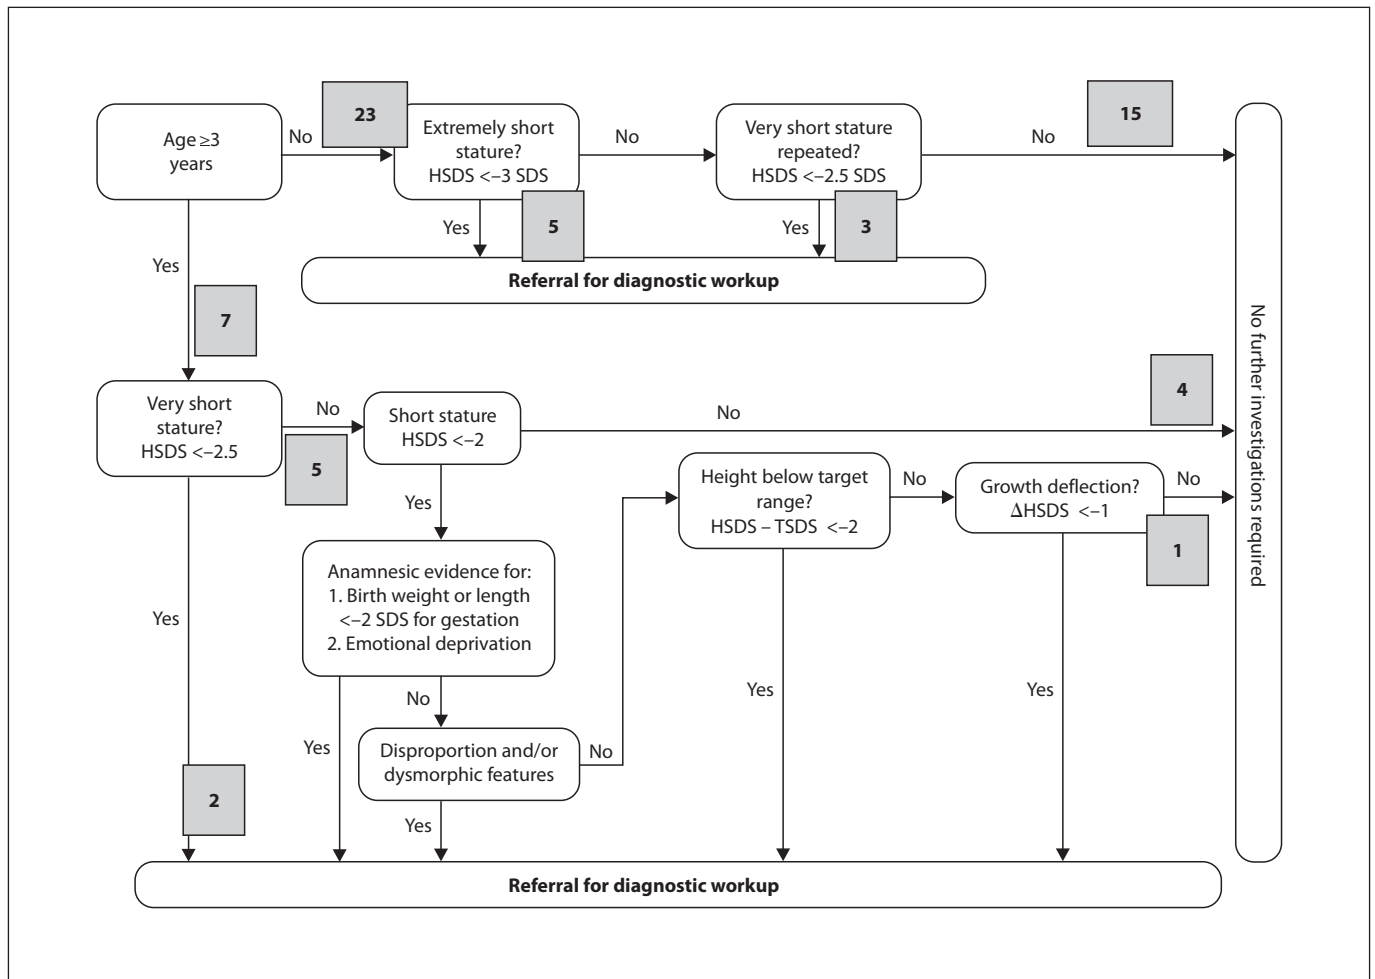 Age ≥3
years
No
23
Extremely short
stature?
HSDS <–3 SDS
No
Very short stature
repeated?
HSDS <–2.5 SDS
No
15
Yes
5
Yes
3
Referral for diagnostic workup
Yes
7
No further investigations required
Very short
stature?
HSDS <–2.5
No
5
Short stature
HSDS <–2
No
4
Yes
Height below target
range?
HSDS – TSDS <–2
No
Growth deflection?
ΔHSDS <–1
No
1
Anamnesic evidence for:
1. Birth weight or length
<–2 SDS for gestation
2. Emotional deprivation
Yes
No
Yes
Disproportion and/or
dysmorphic features
No
Yes
Yes
Yes
2
Referral for diagnostic workup